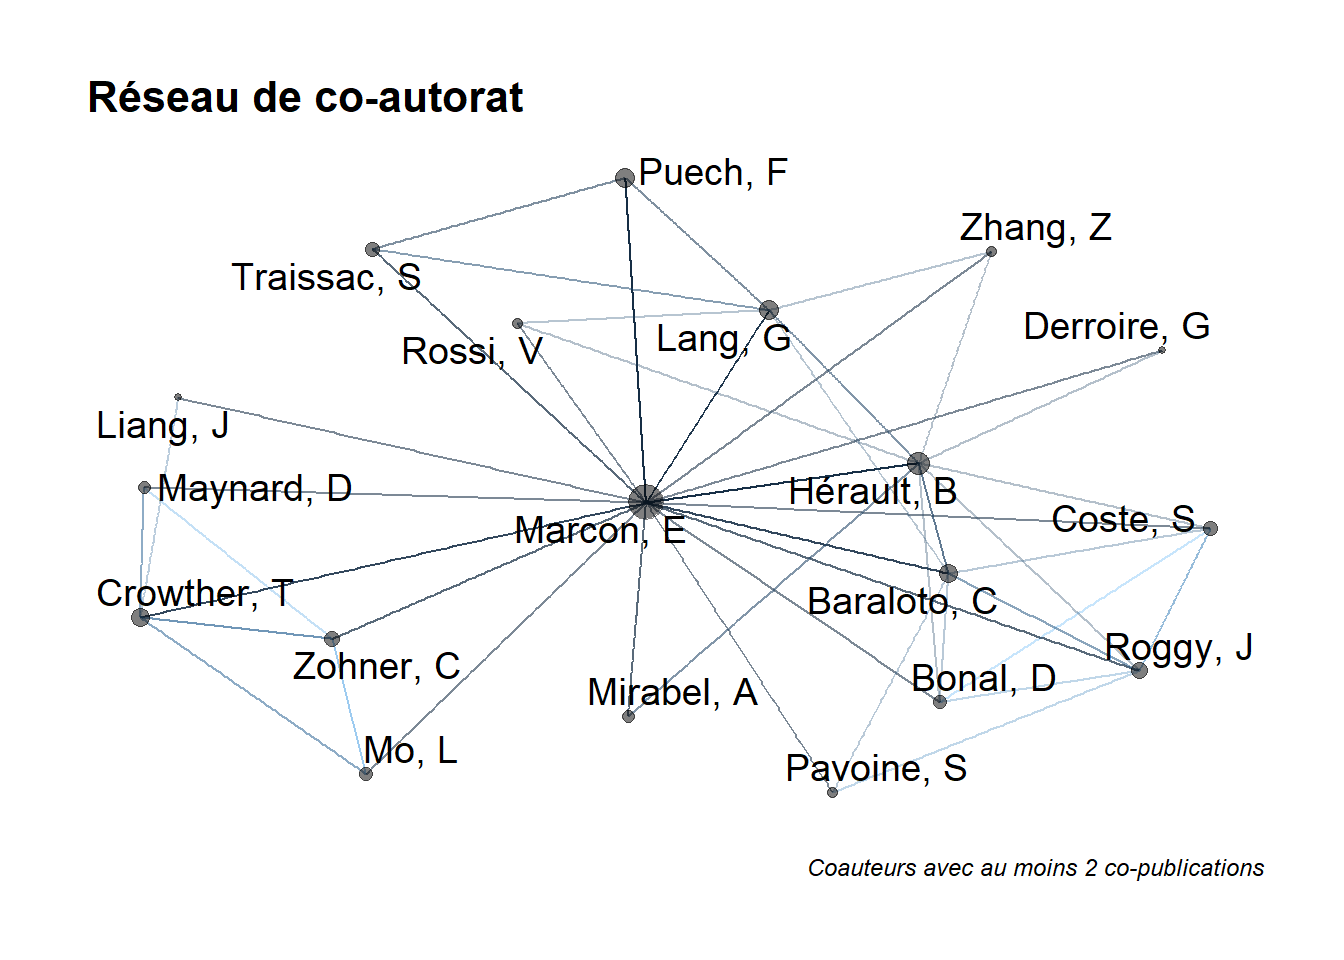 Réseau de co-autorat
Puech, F
Zhang, Z
Traissac, S
Derroire, G
Rossi, V
Lang, G
Liang, J
Maynard, D
Hérault, B
Marcon, E
Coste, S
Crowther, T
Baraloto, C
Zohner, C
Roggy, J
Mirabel, A
Bonal, D
Mo, L
Pavoine, S
Coauteurs avec au moins 2 co-publications